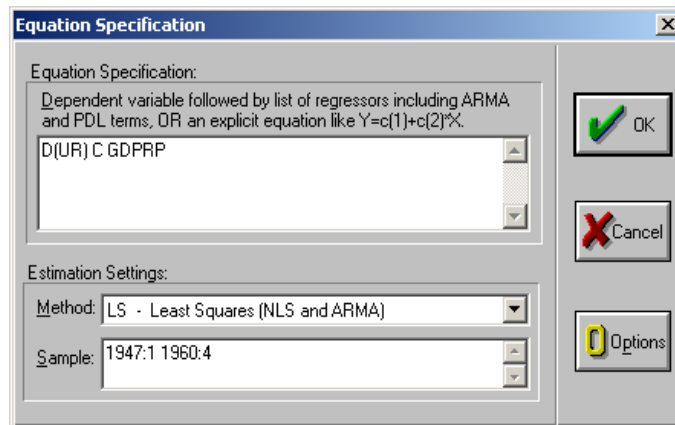 Equation Specification
Equation Specification:
Dependent variable followed by list of regressors including ARMA
and PDL terms, OR an explicit equation like Y=c(1)+c(2)*X.
D(UR) C GDPRP
OK
Cancel
Estimation Settings:
Method: LS - Least Squares (NLS and ARMA)
Options
Sample: 1947:1 1960:4